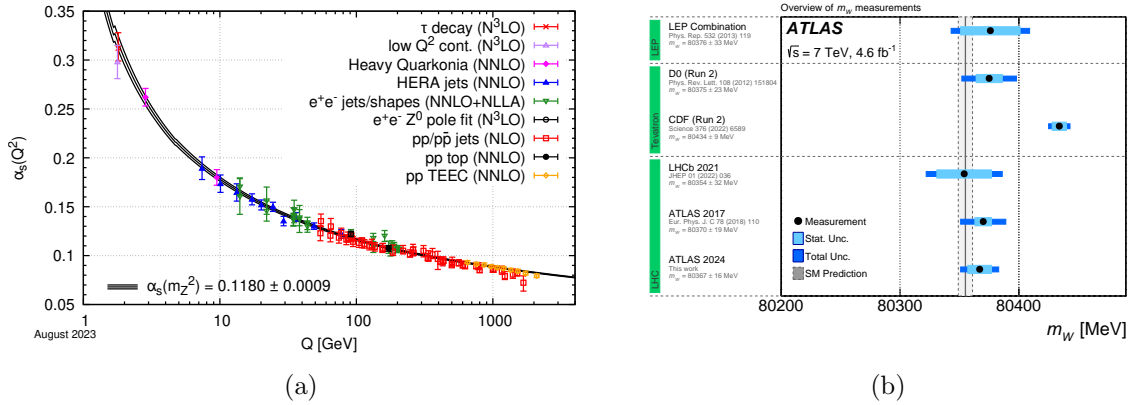 0.35
0.30
0.25
0.20
0.15
0.10
0.05
αs(Q²)
τ decay (N³LO)
low Q² cont. (N³LO)
Heavy Quarkonia (NNLO)
HERA jets (NNLO)
e⁺e⁻ jets/shapes (NNLO+NLLA)
e⁺e⁻ Z⁰ pole fit (N³LO)
pp/pp̄ jets (NLO)
pp top (NNLO)
pp TEEC (NNLO)
αs(mZ²) = 0.1180 ± 0.0009
1 10 100 1000
August 2023
Q [GeV]
(a)
Overview of mW measurements
ATLAS
√s = 7 TeV, 4.6 fb⁻¹
LEP
LEP Combination
Phys. Rep. 532 (2013) 119
mW = 80376 ± 33 MeV
Tevatron
D0 (Run 2)
Phys. Rev. Lett. 108 (2012) 151804
mW = 80375 ± 23 MeV
CDF (Run 2)
Science 376 (2022) 6589
mW = 80434 ± 9 MeV
LHC
LHCb 2021
JHEP 01 (2022) 036
mW = 80354 ± 32 MeV
ATLAS 2017
Eur. Phys. J. C 78 (2018) 110
mW = 80370 ± 19 MeV
ATLAS 2024
This work
mW = 80367 ± 16 MeV
Measurement
Stat. Unc.
Total Unc.
SM Prediction
80200 80300 80400
mW [MeV]
(b)